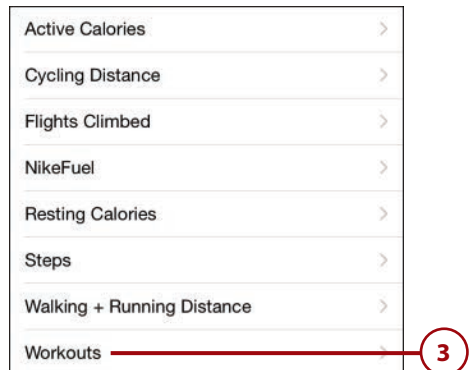 Active Calories
Cycling Distance
Flights Climbed
NikeFuel
Resting Calories
Steps
Walking + Running Distance
Workouts
3